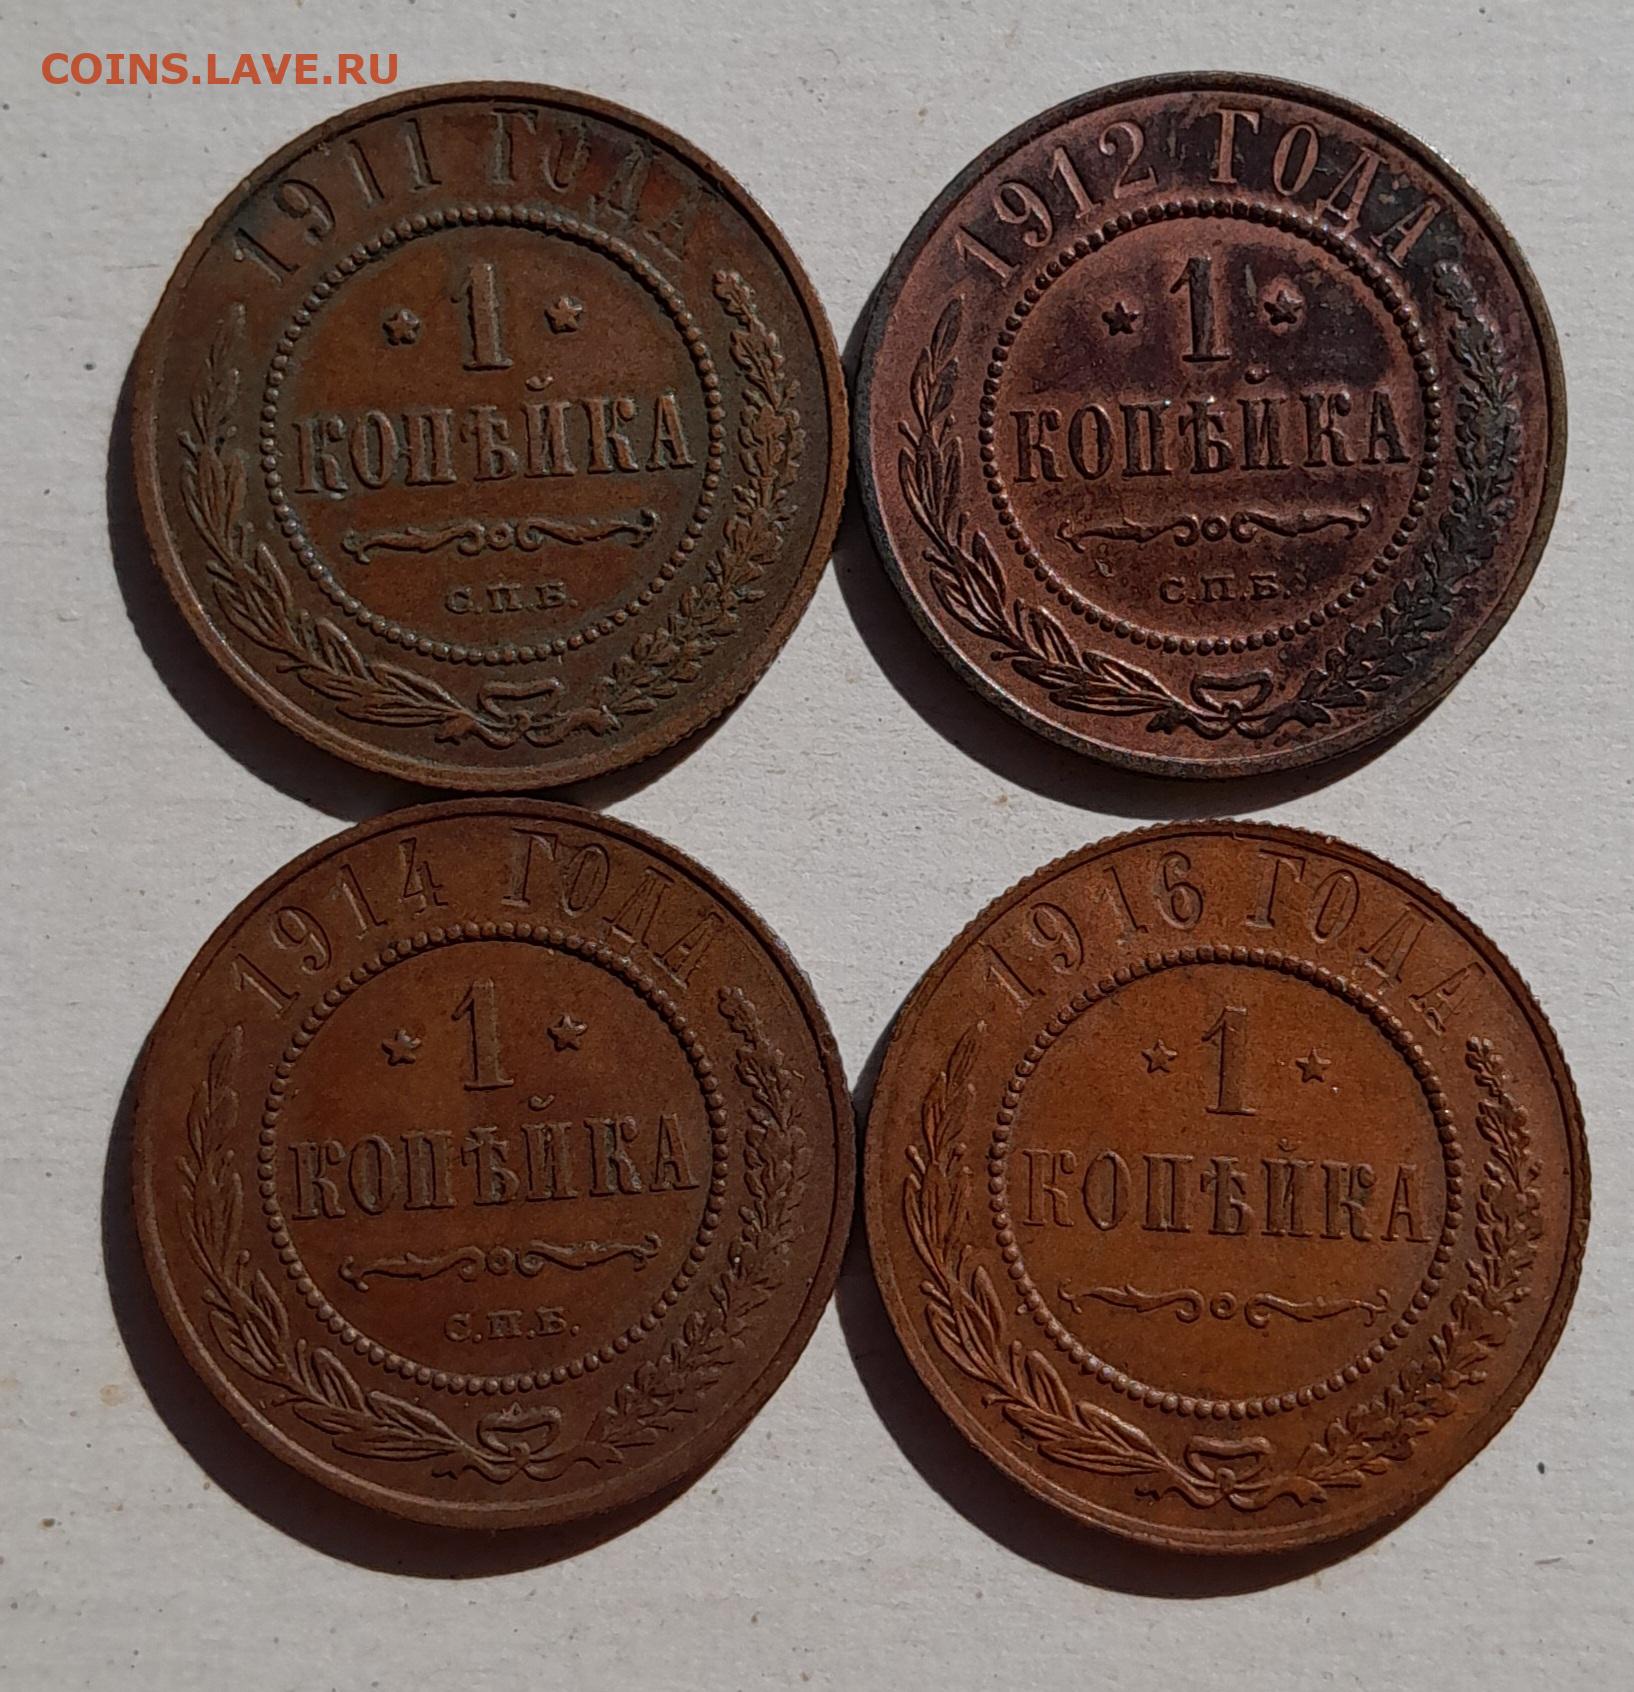 COINS.LAVE.RU
1911 ГОДА
1
КОПѢЙКА
С.П.Б.
1912 ГОДА
1
КОПѢЙКА
С.П.Б.
1914 ГОДА
1
КОПѢЙКА
С.П.Б.
1916 ГОДА
1
КОПѢЙКА